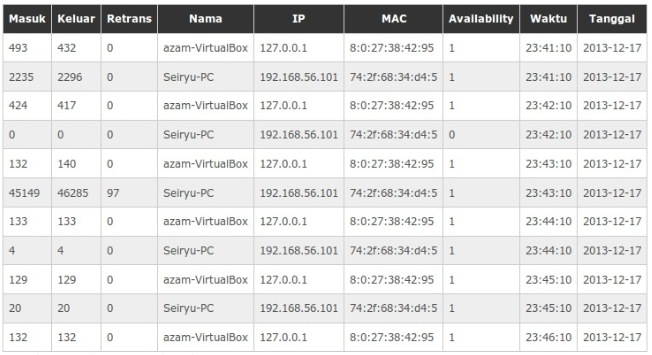 Masuk Keluar Retrans Nama IP MAC Availability Waktu Tanggal
493 432 0 azam-VirtualBox 127.0.0.1 8:0:27:38:42:95 1 23:41:10 2013-12-17
2235 2296 0 Seiryu-PC 192.168.56.101 74:2f:68:34:d4:5 1 23:41:10 2013-12-17
424 417 0 azam-VirtualBox 127.0.0.1 8:0:27:38:42:95 1 23:42:10 2013-12-17
0 0 0 Seiryu-PC 192.168.56.101 74:2f:68:34:d4:5 0 23:42:10 2013-12-17
132 140 0 azam-VirtualBox 127.0.0.1 8:0:27:38:42:95 1 23:43:10 2013-12-17
45149 46285 97 Seiryu-PC 192.168.56.101 74:2f:68:34:d4:5 1 23:43:10 2013-12-17
133 133 0 azam-VirtualBox 127.0.0.1 8:0:27:38:42:95 1 23:44:10 2013-12-17
4 4 0 Seiryu-PC 192.168.56.101 74:2f:68:34:d4:5 1 23:44:10 2013-12-17
129 129 0 azam-VirtualBox 127.0.0.1 8:0:27:38:42:95 1 23:45:10 2013-12-17
20 20 0 Seiryu-PC 192.168.56.101 74:2f:68:34:d4:5 1 23:45:10 2013-12-17
132 132 0 azam-VirtualBox 127.0.0.1 8:0:27:38:42:95 1 23:46:10 2013-12-17